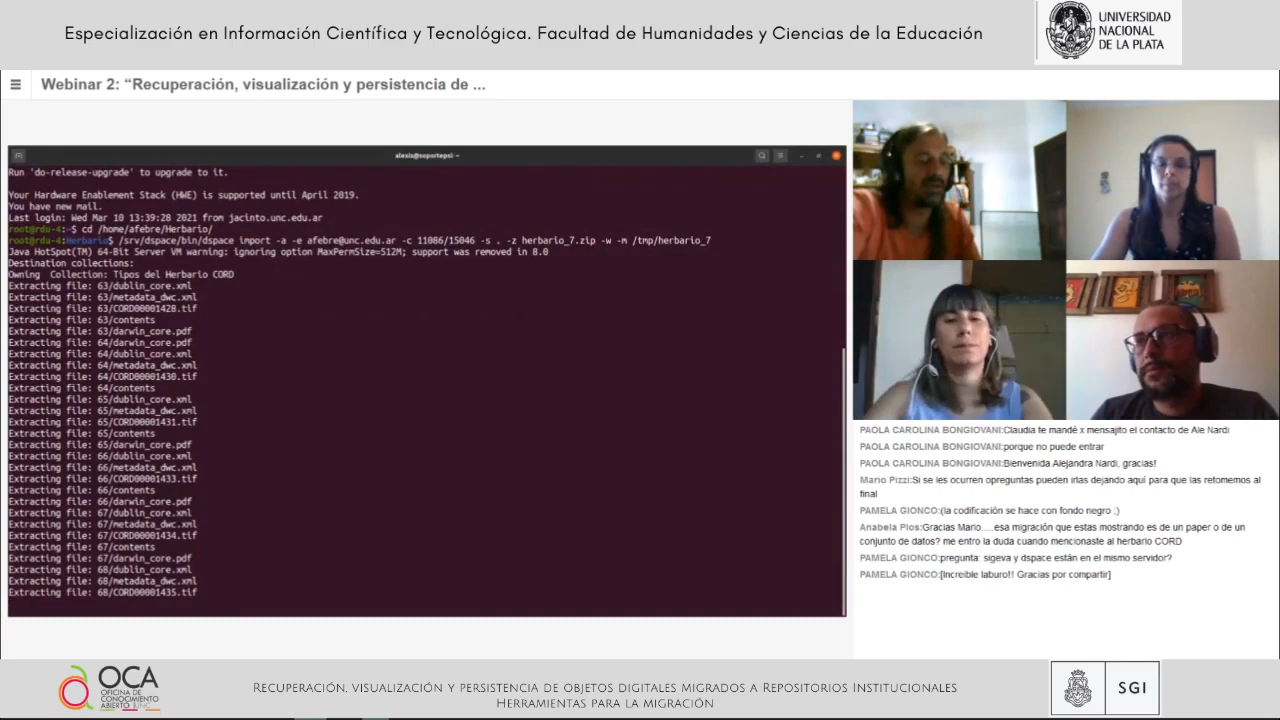 Especialización en Información Científica y Tecnológica. Facultad de Humanidades y Ciencias de la Educación
UNIVERSIDAD
NACIONAL
DE LA PLATA
Webinar 2: “Recuperación, visualización y persistencia de ...
alexis@soportepsi: ~
Run 'do-release-upgrade' to upgrade to it.
Your Hardware Enablement Stack (HWE) is supported until April 2019.
You have new mail.
Last login: Wed Mar 10 13:39:28 2021 from jacinto.unc.edu.ar
root@rdu-4:~$ cd /home/afebre/Herbario/
root@rdu-4:Herbario$ /srv/dspace/bin/dspace import -a -e afebre@unc.edu.ar -c 11086/15046 -s . -z herbario_7.zip -w -m /tmp/herbario_7
Java HotSpot(TM) 64-Bit Server VM warning: ignoring option MaxPermSize=512M; support was removed in 8.0
Destination collections:
Owning Collection: Tipos del Herbario CORD
Extracting file: 63/dublin_core.xml
Extracting file: 63/metadata_dwc.xml
Extracting file: 63/CORD00001428.tif
Extracting file: 63/contents
Extracting file: 63/darwin_core.pdf
Extracting file: 64/darwin_core.pdf
Extracting file: 64/dublin_core.xml
Extracting file: 64/metadata_dwc.xml
Extracting file: 64/CORD00001430.tif
Extracting file: 64/contents
Extracting file: 65/dublin_core.xml
Extracting file: 65/metadata_dwc.xml
Extracting file: 65/CORD00001431.tif
Extracting file: 65/contents
Extracting file: 65/darwin_core.pdf
Extracting file: 66/dublin_core.xml
Extracting file: 66/metadata_dwc.xml
Extracting file: 66/CORD00001433.tif
Extracting file: 66/contents
Extracting file: 66/darwin_core.pdf
Extracting file: 67/dublin_core.xml
Extracting file: 67/metadata_dwc.xml
Extracting file: 67/CORD00001434.tif
Extracting file: 67/contents
Extracting file: 67/darwin_core.pdf
Extracting file: 68/dublin_core.xml
Extracting file: 68/metadata_dwc.xml
Extracting file: 68/CORD00001435.tif
PAOLA CAROLINA BONGIOVANI:Claudia te mandé x mensajito el contacto de Ale Nardi
PAOLA CAROLINA BONGIOVANI:porque no puede entrar
PAOLA CAROLINA BONGIOVANI:Bienvenida Alejandra Nardi, gracias!
Mario Pizzi:Si se les ocurren opreguntas pueden irlas dejando aquí para que las retomemos al
final
PAMELA GIONCO:(la codificación se hace con fondo negro ;)
Anabela Plos:Gracias Mario.....esa migración que estas mostrando es de un paper o de un
conjunto de datos? me entro la duda cuando mencionaste al herbario CORD
PAMELA GIONCO:pregunta: sigeva y dspace están en el mismo servidor?
PAMELA GIONCO:[Increible laburo!! Gracias por compartir]
OCA
OFICINA DE
CONOCIMIENTO
ABIERTO UNC
RECUPERACIÓN, VISUALIZACIÓN Y PERSISTENCIA DE OBJETOS DIGITALES MIGRADOS A REPOSITORIOS INSTITUCIONALES
HERRAMIENTAS PARA LA MIGRACIÓN
SGI